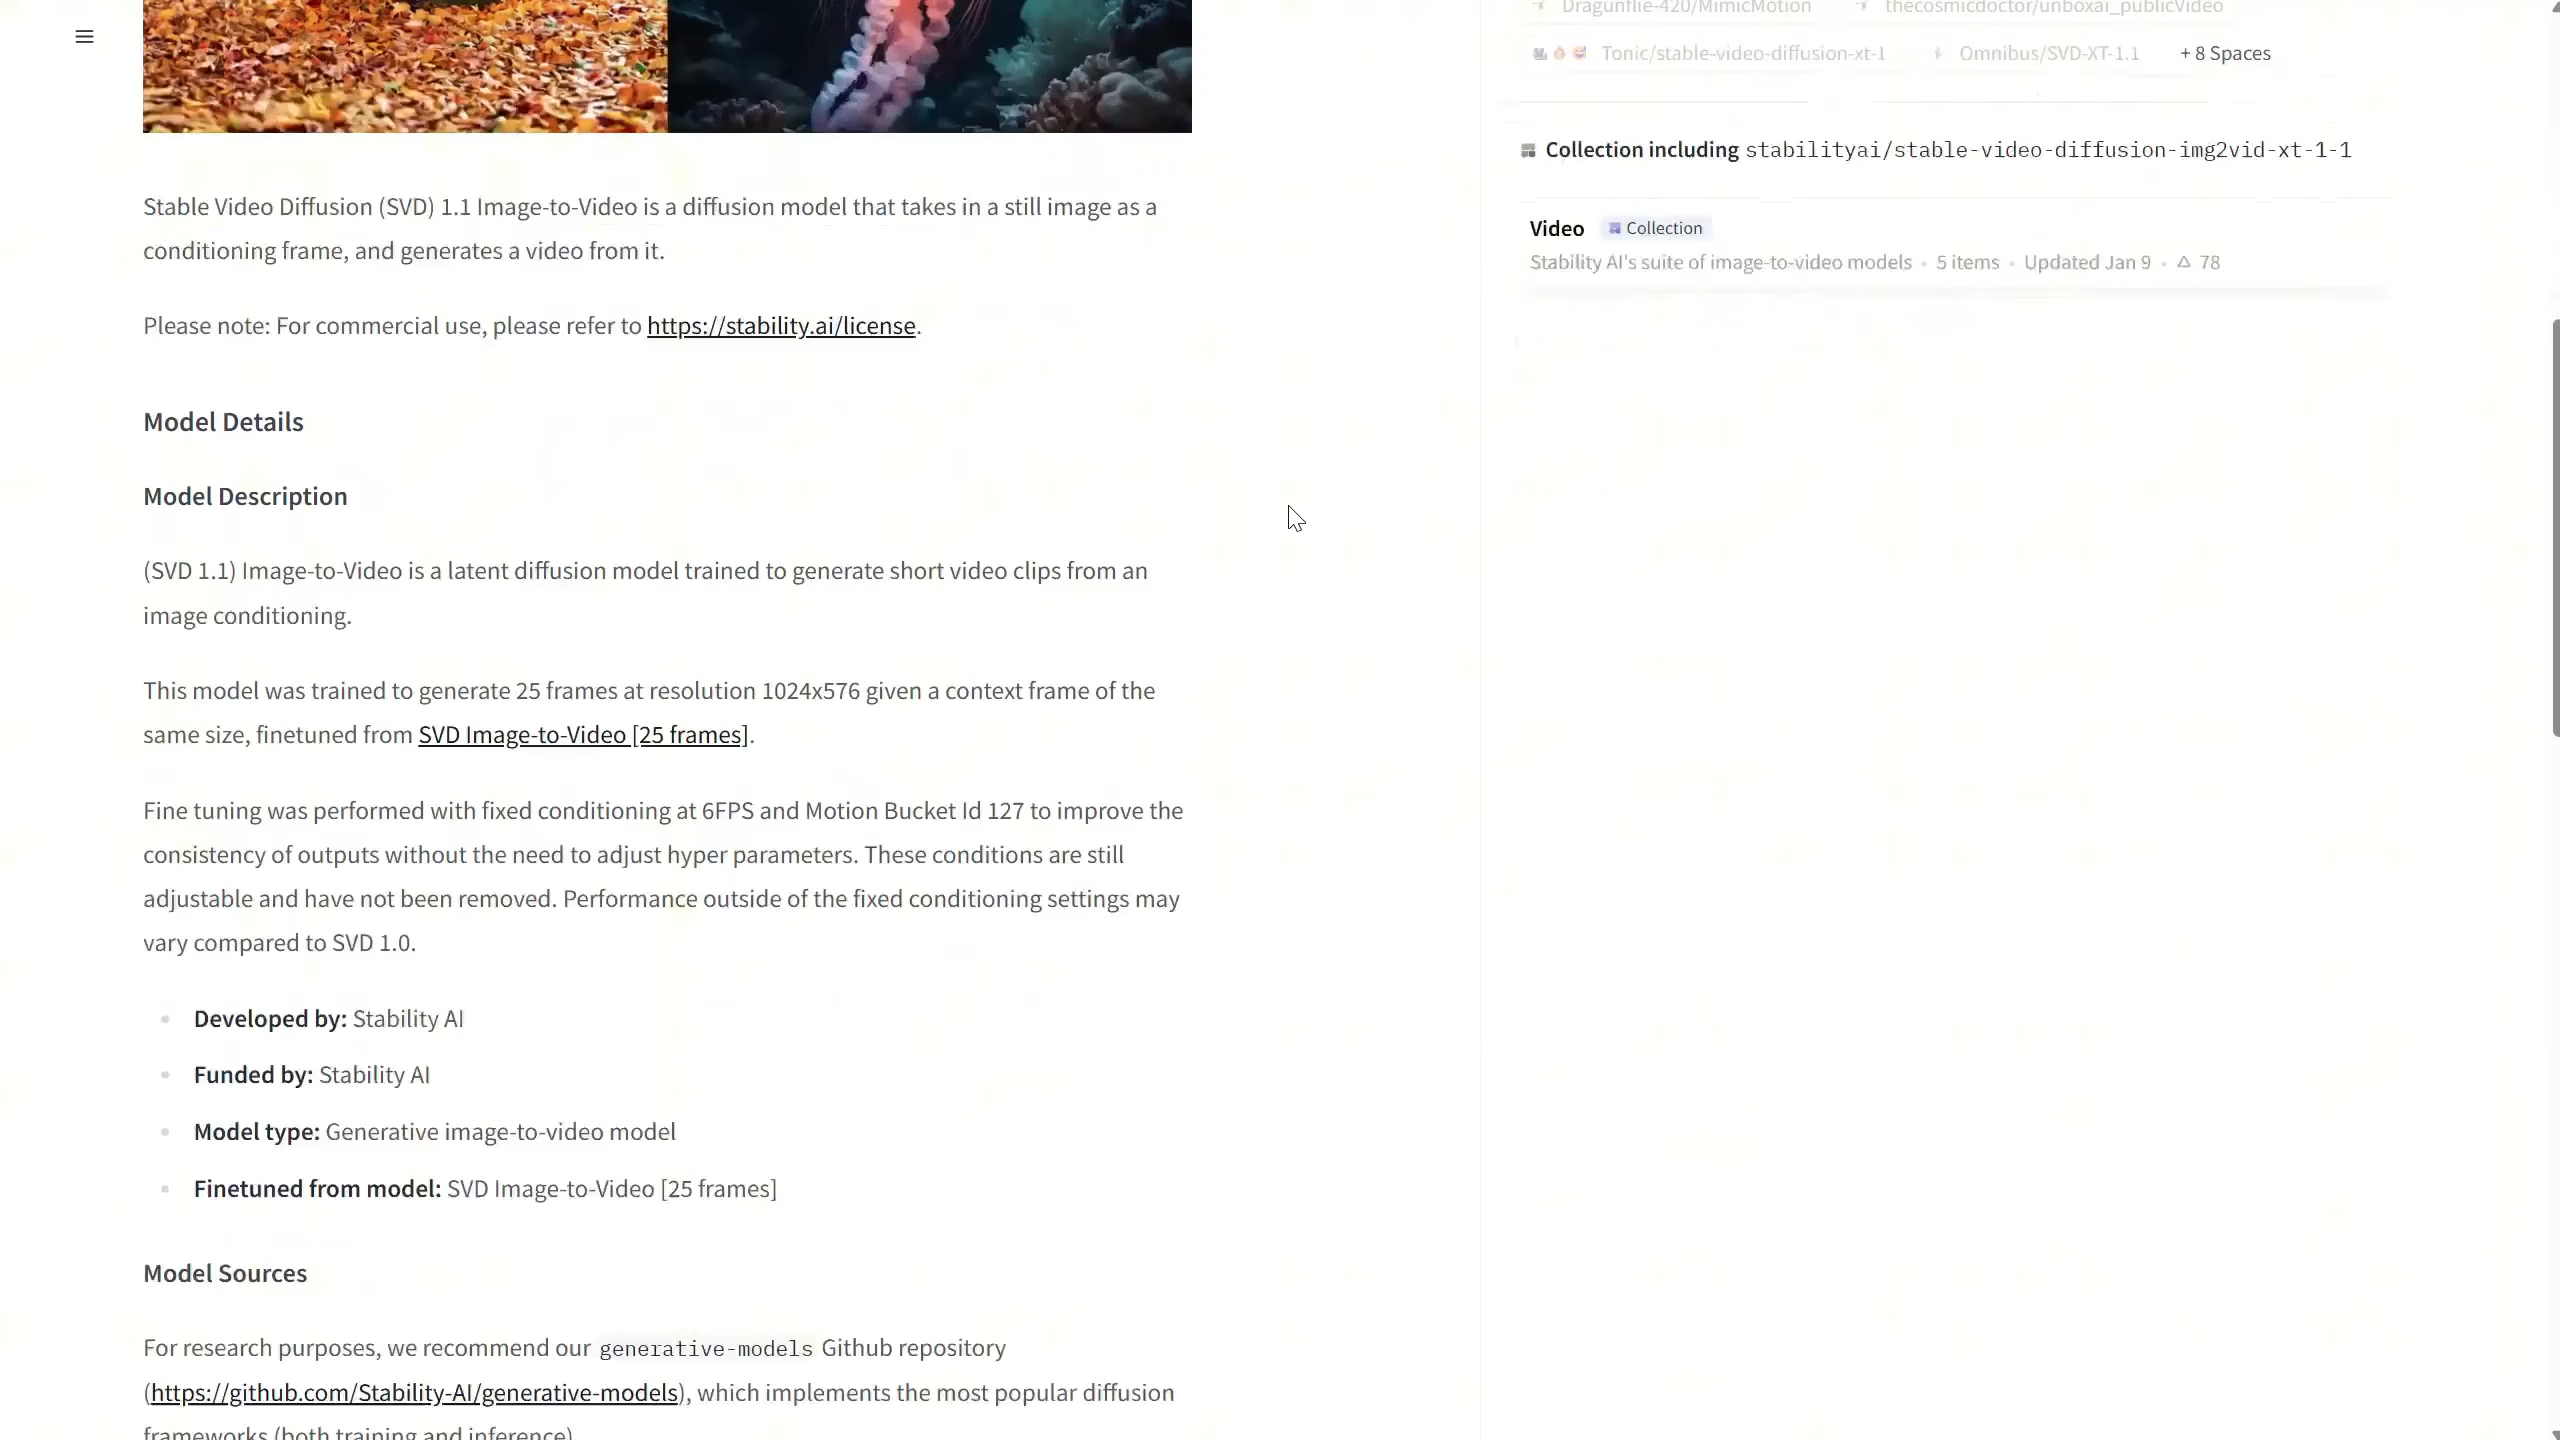 Stable Video Diffusion (SVD) 1.1 Image-to-Video is a diffusion model that takes in a still image as a
conditioning frame, and generates a video from it.
Please note: For commercial use, please refer to https://stability.ai/license.
Model Details
Model Description
(SVD 1.1) Image-to-Video is a latent diffusion model trained to generate short video clips from an
image conditioning.
This model was trained to generate 25 frames at resolution 1024x576 given a context frame of the
same size, finetuned from SVD Image-to-Video [25 frames].
Fine tuning was performed with fixed conditioning at 6FPS and Motion Bucket Id 127 to improve the
consistency of outputs without the need to adjust hyper parameters. These conditions are still
adjustable and have not been removed. Performance outside of the fixed conditioning settings may
vary compared to SVD 1.0.
Developed by: Stability AI
Funded by: Stability AI
Model type: Generative image-to-video model
Finetuned from model: SVD Image-to-Video [25 frames]
Model Sources
For research purposes, we recommend our generative-models Github repository
(https://github.com/Stability-AI/generative-models), which implements the most popular diffusion
frameworks (both training and inference)
Dragunflie-420/MimicMotion thecosmicdoctor/unboxai_publicVideo
Tonic/stable-video-diffusion-xt-1 Omnibus/SVD-XT-1.1 + 8 Spaces
Collection including stabilityai/stable-video-diffusion-img2vid-xt-1-1
Video Collection
Stability AI's suite of image-to-video models • 5 items • Updated Jan 9 • 78